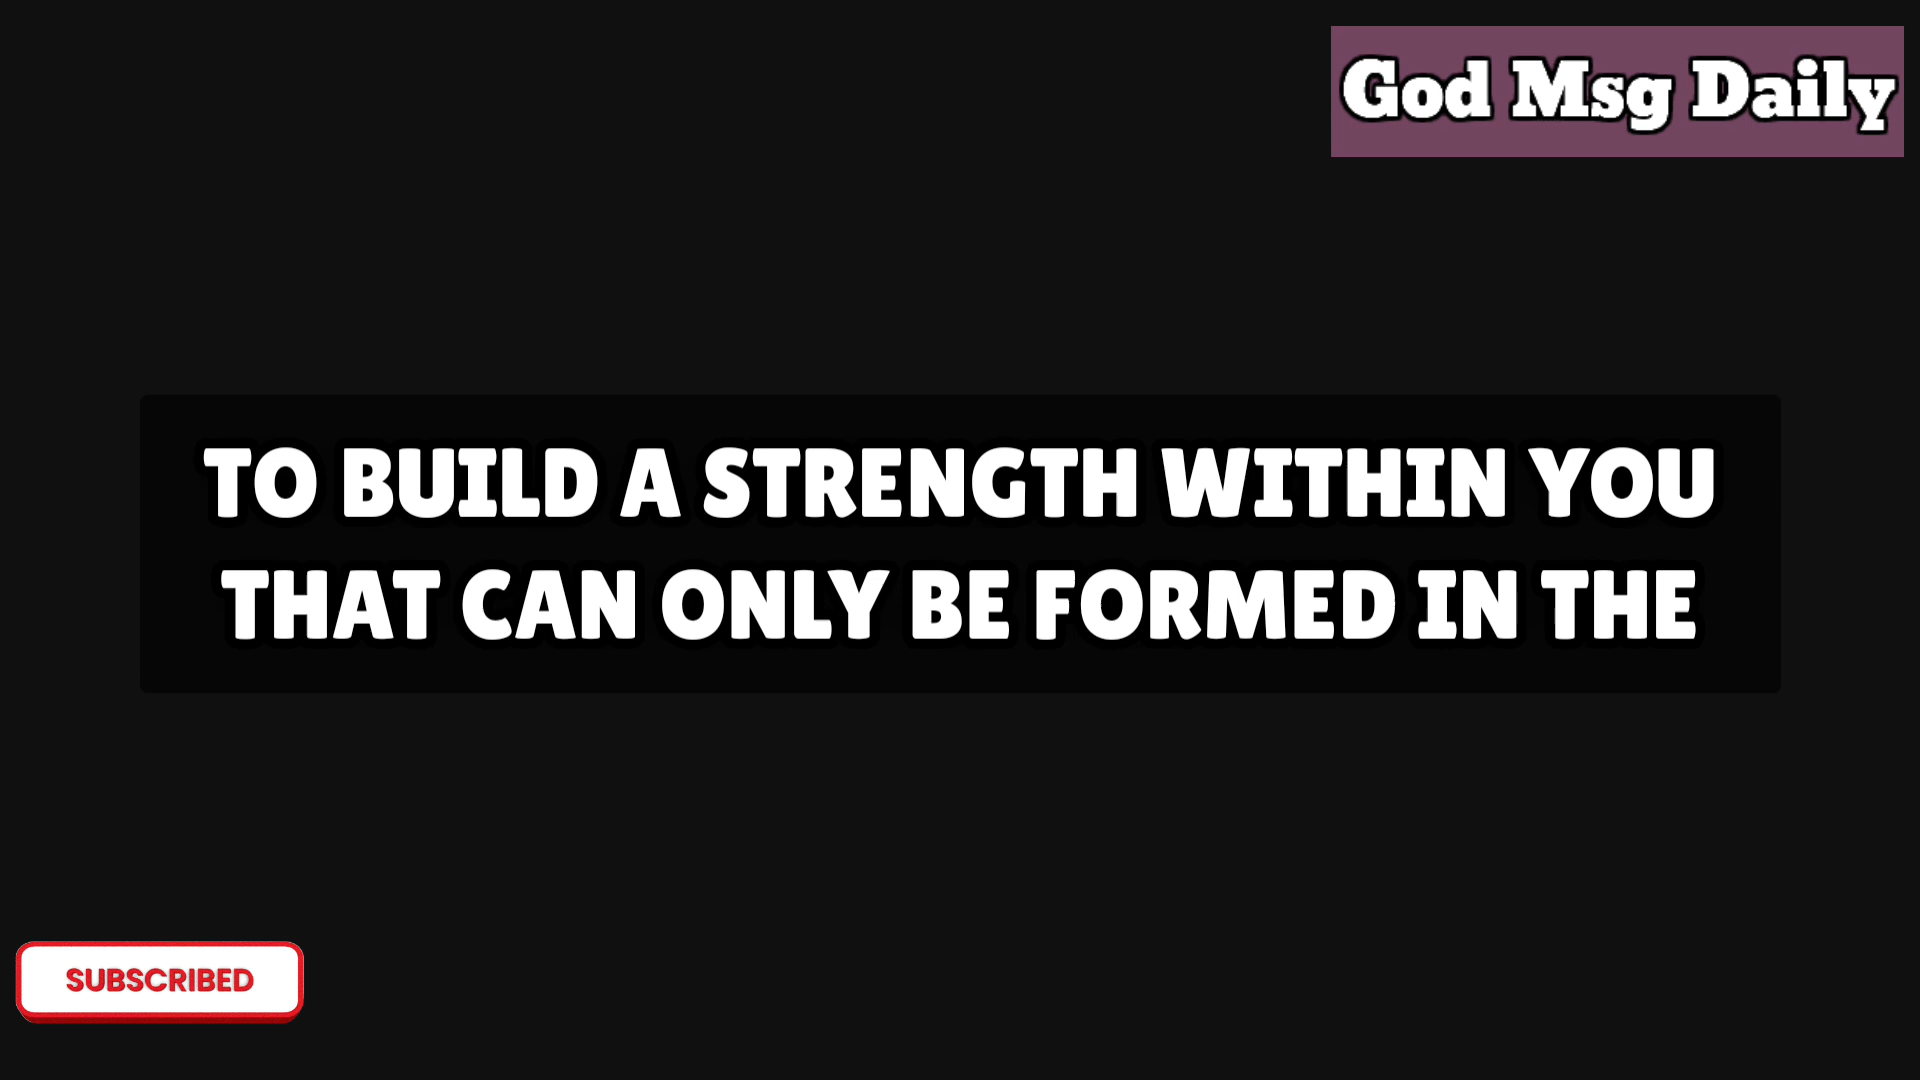 God Msg Daily
TO BUILD A STRENGTH WITHIN YOU
THAT CAN ONLY BE FORMED IN THE
SUBSCRIBED